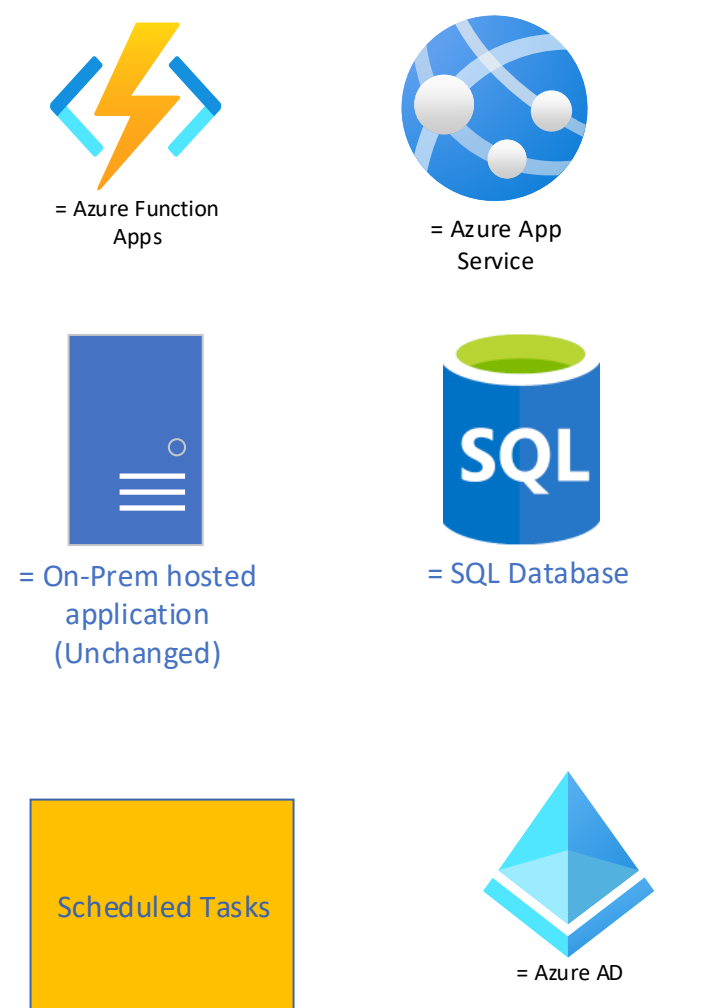 = Azure Function
Apps
= Azure App
Service
= On-Prem hosted
application
(Unchanged)
SQL
= SQL Database
Scheduled Tasks
= Azure AD